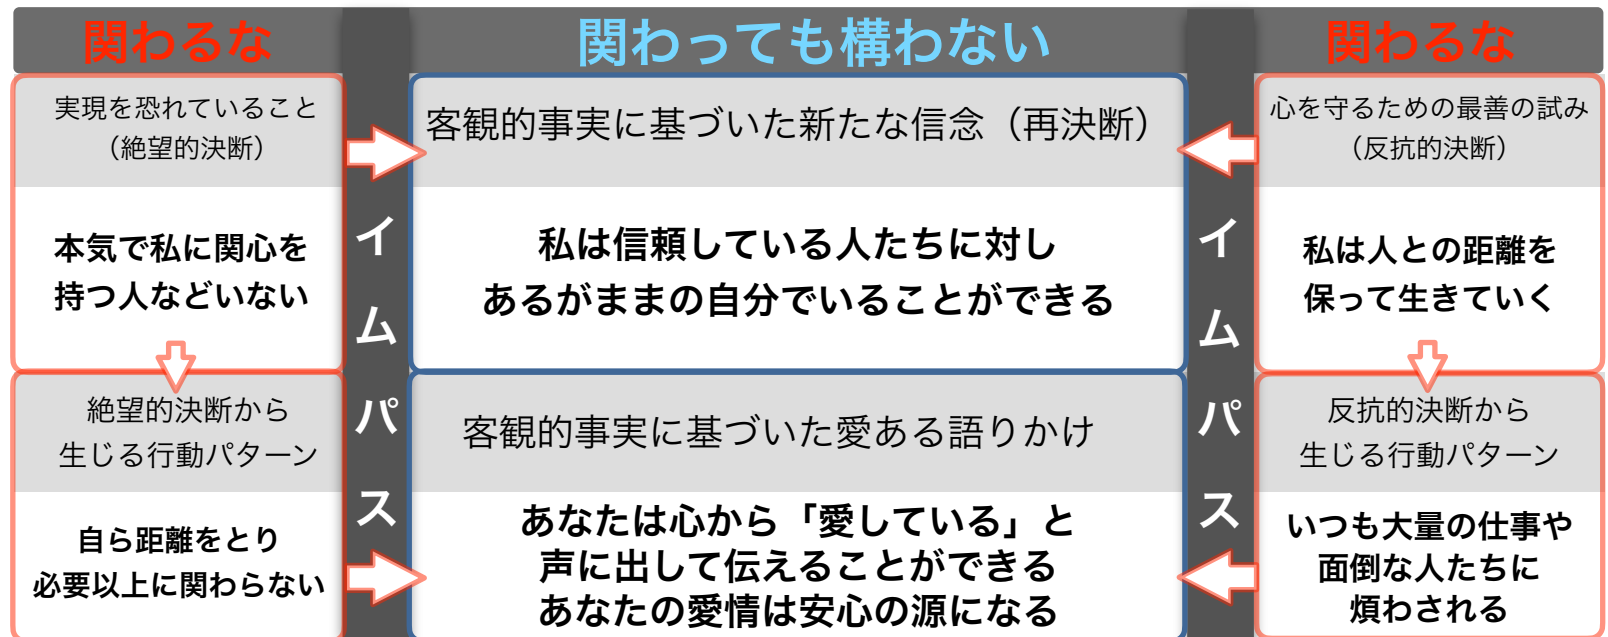 関わるな
関わっても構わない
関わるな
実現を恐れていること
（絶望的決断）
本気で私に関心を
持つ人などいない
絶望的決断から
生じる行動パターン
自ら距離をとり
必要以上に関わらない
イムパス
客観的事実に基づいた新たな信念（再決断）
私は信頼している人たちに対し
あるがままの自分でいることができる
客観的事実に基づいた愛ある語りかけ
あなたは心から「愛している」と
声に出して伝えることができる
あなたの愛情は安心の源になる
イムパス
心を守るための最善の試み
（反抗的決断）
私は人との距離を
保って生きていく
反抗的決断から
生じる行動パターン
いつも大量の仕事や
面倒な人たちに
煩わされる